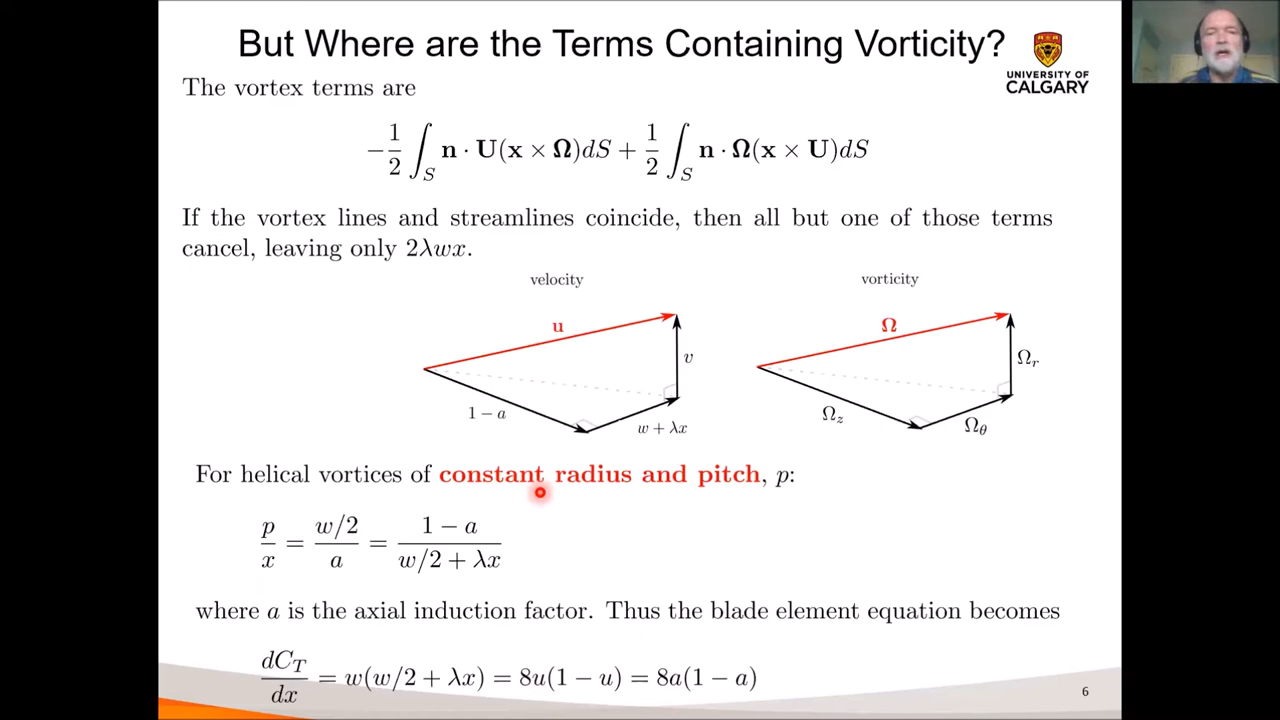 But Where are the Terms Containing Vorticity?
UNIVERSITY OF
CALGARY
The vortex terms are
−1/2 ∫_S n · U(x × Ω)dS + 1/2 ∫_S n · Ω(x × U)dS
If the vortex lines and streamlines coincide, then all but one of those terms
cancel, leaving only 2λwx.
velocity
vorticity
u
v
1 − a
w + λx
Ω
Ω_r
Ω_z
Ω_θ
For helical vortices of constant radius and pitch, p:
p/x = (w/2)/a = (1 − a)/(w/2 + λx)
where a is the axial induction factor. Thus the blade element equation becomes
dC_T/dx = w(w/2 + λx) = 8u(1 − u) = 8a(1 − a)
6